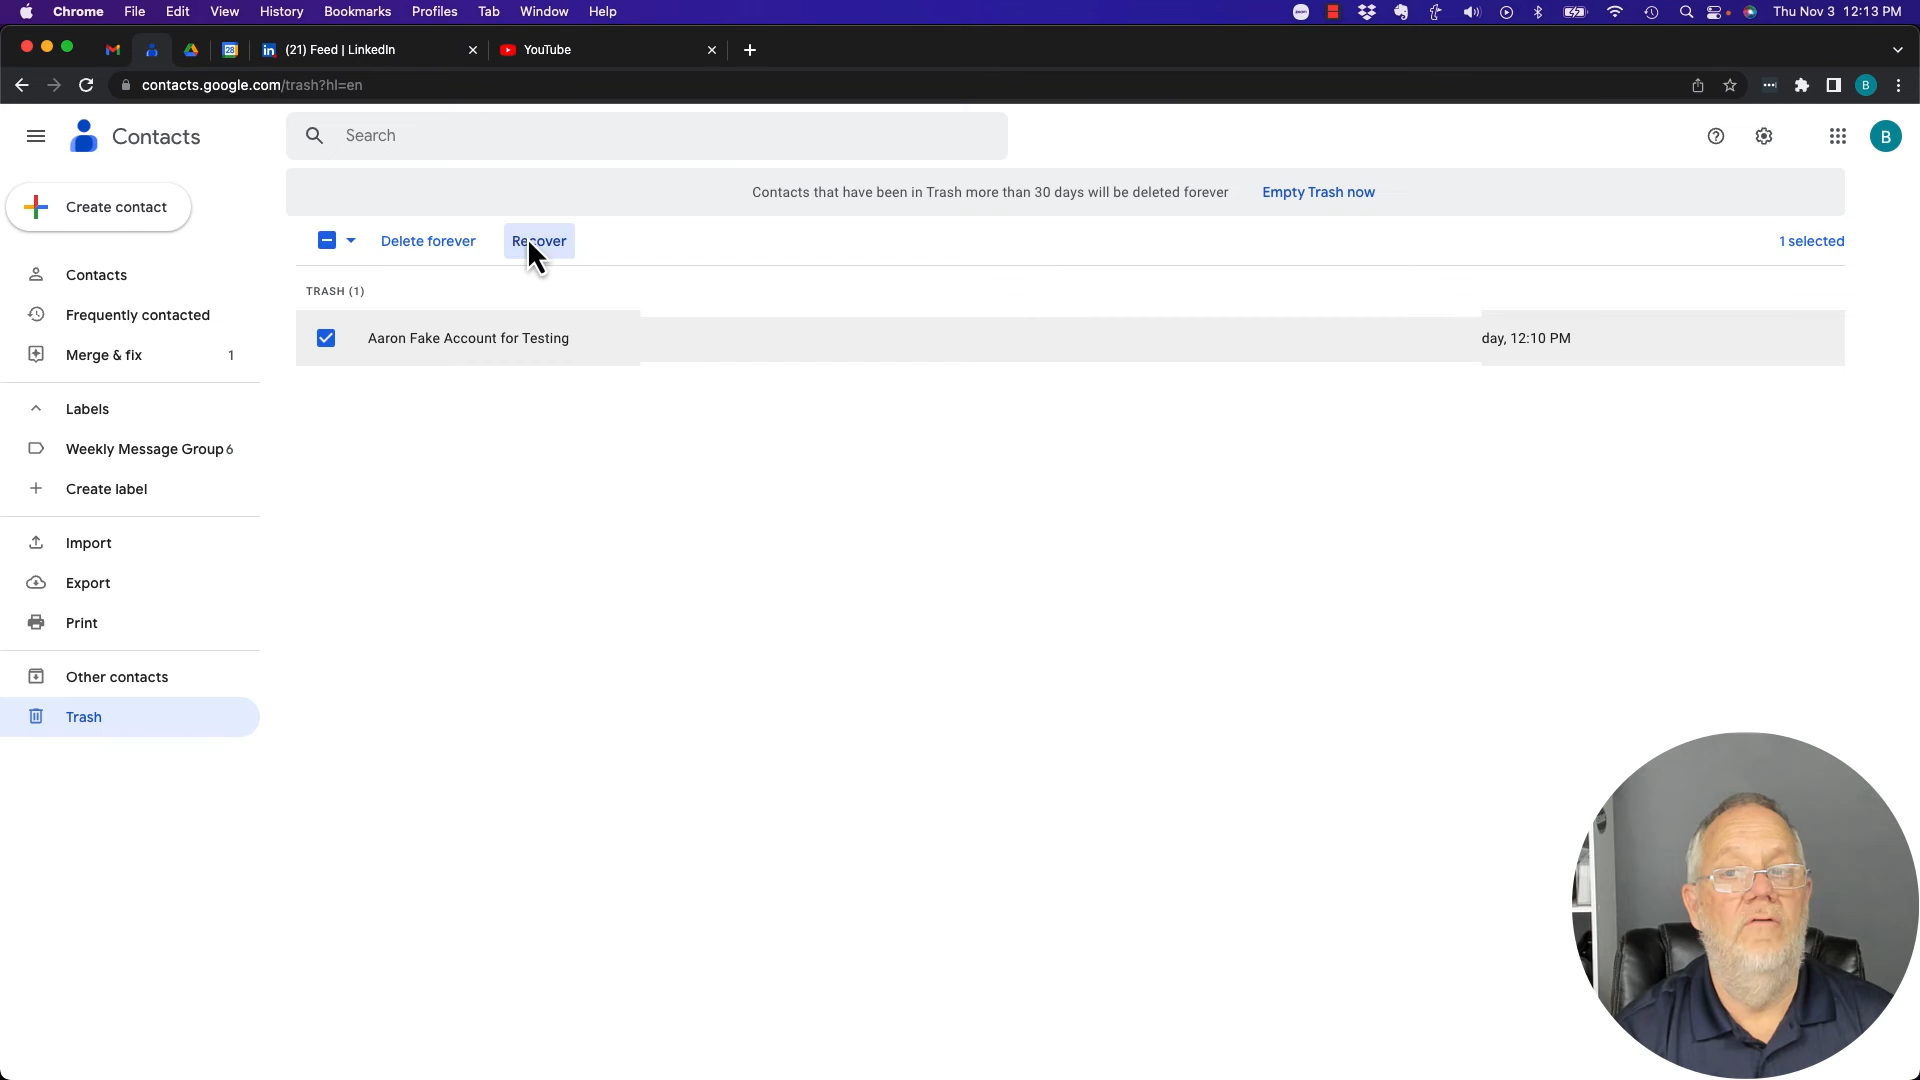 Chrome File Edit View History Bookmarks Profiles Tab Window Help Thu Nov 3 12:13 PM
28 in (21) Feed | LinkedIn YouTube
contacts.google.com/trash?hl=en B
Contacts Search B
Contacts that have been in Trash more than 30 days will be deleted forever Empty Trash now
Create contact
Delete forever Recover 1 selected
Contacts
TRASH (1)
Frequently contacted
Aaron Fake Account for Testing day, 12:10 PM
Merge & fix 1
Labels
Weekly Message Group 6
Create label
Import
Export
Print
Other contacts
Trash